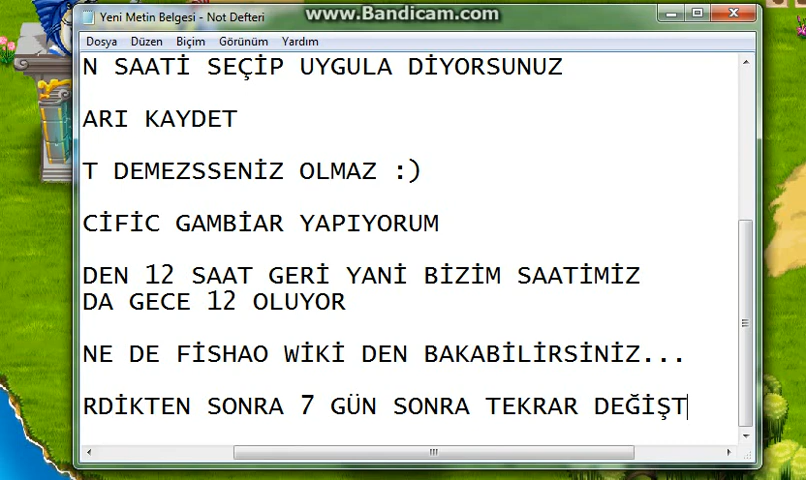 www.Bandicam.com
Yeni Metin Belgesi - Not Defteri
Dosya Düzen Biçim Görünüm Yardım
N SAATİ SEÇİP UYGULA DİYORSUNUZ
ARI KAYDET
T DEMEZSSENİZ OLMAZ :)
CİFİC GAMBİAR YAPIYORUM
DEN 12 SAAT GERİ YANİ BİZİM SAATİMİZ
DA GECE 12 OLUYOR
NE DE FİSHAO WİKİ DEN BAKABİLİRSİNİZ...
RDİKTEN SONRA 7 GÜN SONRA TEKRAR DEĞİŞT